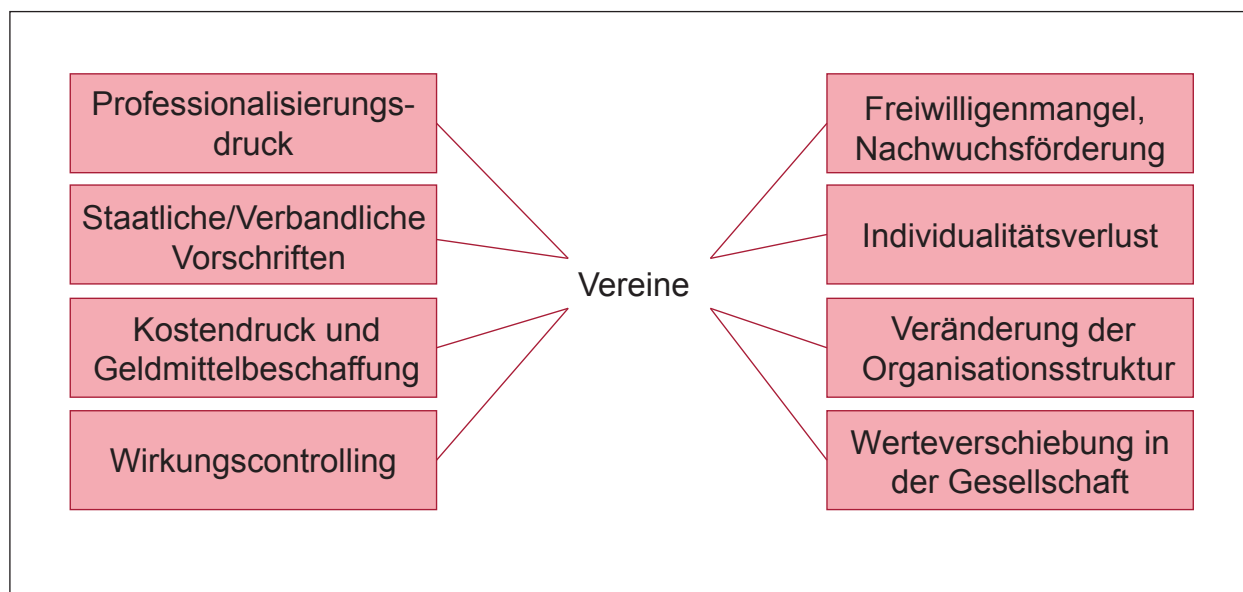 Professionalisierungs-
druck
Staatliche/Verbandliche
Vorschriften
Kostendruck und
Geldmittelbeschaffung
Wirkungscontrolling
Vereine
Freiwilligenmangel,
Nachwuchsförderung
Individualitätsverlust
Veränderung der
Organisationsstruktur
Werteverschiebung in
der Gesellschaft